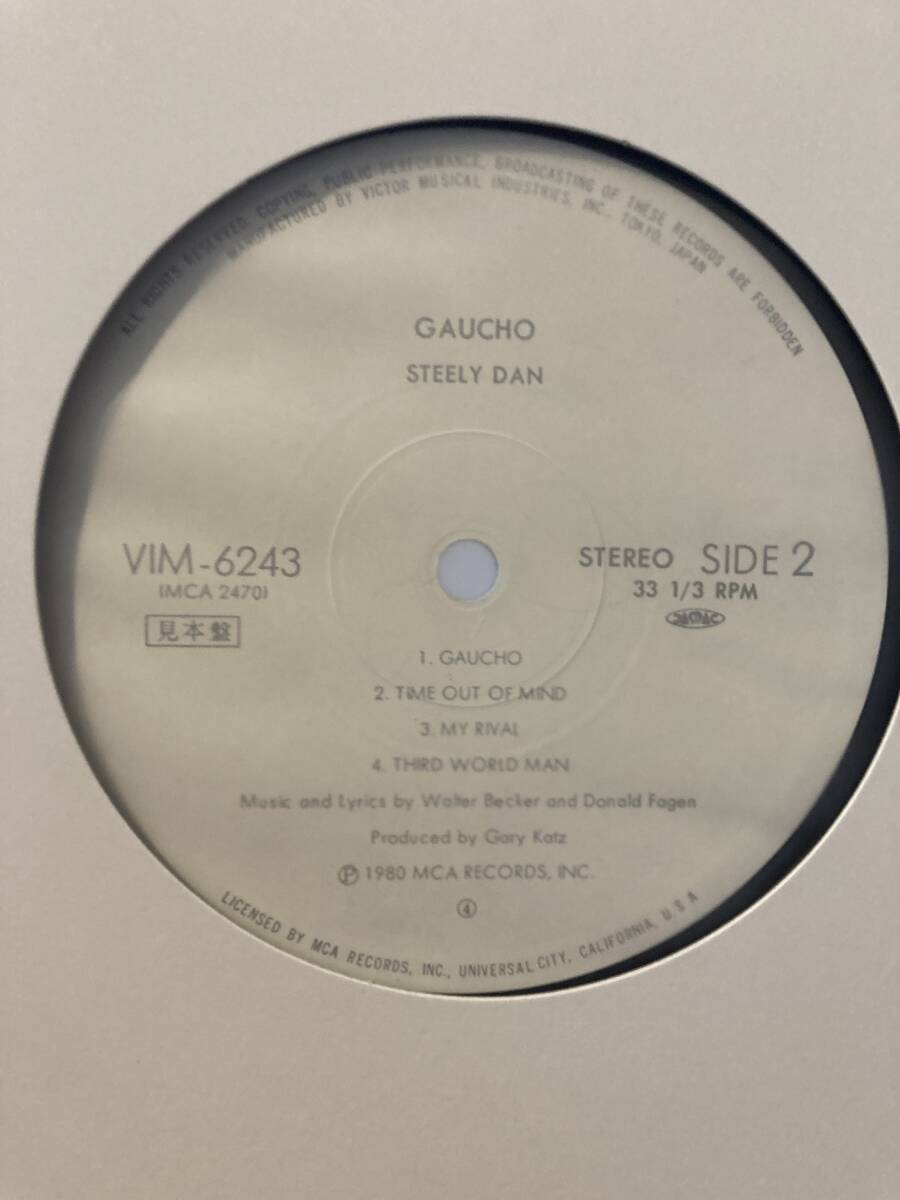 ALL RIGHTS RESERVED COPYING, PUBLIC PERFORMANCE, BROADCASTING OF THESE RECORDS ARE FORBIDDEN
MANUFACTURED BY VICTOR MUSICAL INDUSTRIES, INC. TOKYO, JAPAN
GAUCHO
STEELY DAN
VIM-6243
(MCA 2470)
見本盤
STEREO SIDE 2
33 1/3 RPM
1. GAUCHO
2. TIME OUT OF MIND
3. MY RIVAL
4. THIRD WORLD MAN
Music and Lyrics by Walter Becker and Donald Fagen
Produced by Gary Katz
Ⓟ 1980 MCA RECORDS, INC.
④
LICENSED BY MCA RECORDS, INC., UNIVERSAL CITY, CALIFORNIA, U.S.A